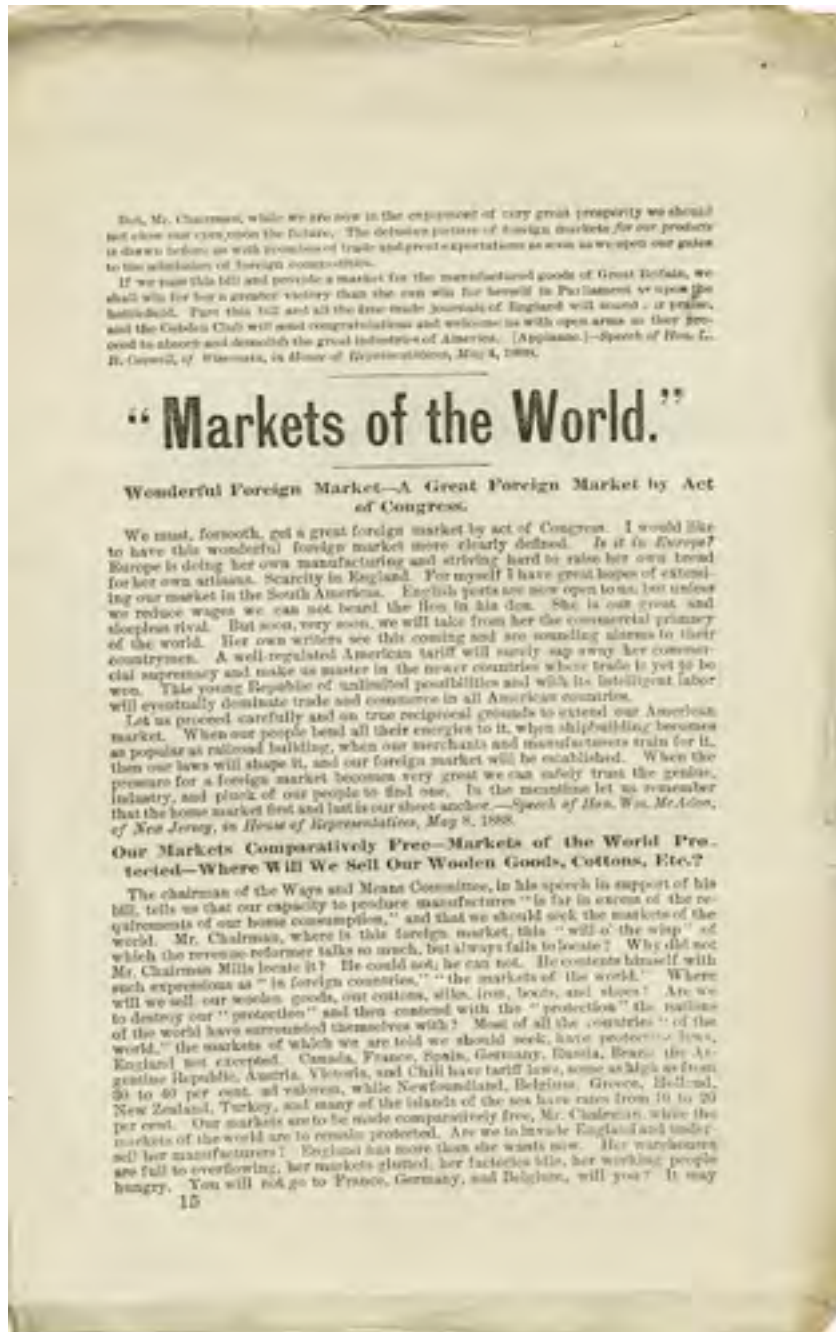 But, Mr. Chairman, while we are now in the enjoyment of very great prosperity we should
not close our eyes upon the future. The delusive picture of foreign markets for our products
is drawn before us with promises of trade and great expectations as soon as we open our gates
to the admission of foreign commodities.
If we pass this bill and provide a market for the manufactured goods of Great Britain, we
shall win for her a greater victory than she can win for herself in Parliament or upon the
battlefield. Pass this bill and all the free-trade journals of England will sound its praise,
and the Cobden Club will send congratulations and welcome us with open arms as they pro-
ceed to absorb and demolish the great industries of America. [Applause.]—Speech of Hon. L.
B. Caswell, of Wisconsin, in House of Representatives, May 4, 1888.
"Markets of the World."
Wonderful Foreign Market—A Great Foreign Market by Act
of Congress.
We must, forsooth, get a great foreign market by act of Congress. I would like
to have this wonderful foreign market more clearly defined. Is it in Europe?
Europe is doing her own manufacturing and striving hard to raise her own bread
for her own artisans. Scarcity in England. For myself I have great hopes of extend-
ing our market in the South Americas. English ports are now open to us, but unless
we reduce wages we can not beard the lion in his den. She is our great and
sleepless rival. But soon, very soon, we will take from her the commercial primacy
of the world. Her own writers see this coming and are sounding alarms to their
countrymen. A well-regulated American tariff will surely sap away her commer-
cial supremacy and make us master in the newer countries where trade is yet to be
won. This young Republic of unlimited possibilities and with its intelligent labor
will eventually dominate trade and commerce in all American countries.
Let us proceed carefully and on true reciprocal grounds to extend our American
market. When our people bend all their energies to it, when shipbuilding becomes
as popular as railroad building, when our merchants and manufacturers train for it,
then our laws will shape it, and our foreign market will be established. When the
pressure for a foreign market becomes very great we can safely trust the genius,
industry, and pluck of our people to find one. In the meantime let us remember
that the home market first and last is our sheet-anchor.—Speech of Hon. Wm. McAdoo,
of New Jersey, in House of Representatives, May 8, 1888.
Our Markets Comparatively Free—Markets of the World Pro-
tected—Where Will We Sell Our Woolen Goods, Cottons, Etc.?
The chairman of the Ways and Means Committee, in his speech in support of his
bill, tells us that our capacity to produce manufactures "is far in excess of the re-
quirements of our home consumption," and that we should seek the markets of the
world. Mr. Chairman, where is this foreign market, this "will o' the wisp" of
which the revenue reformer talks so much, but always fails to locate? Why did not
Mr. Chairman Mills locate it? He could not; he can not. He contents himself with
such expressions as "in foreign countries," "the markets of the world." Where
will we sell our woolen goods, our cottons, silks, iron, boots, and shoes? Are we
to destroy our "protection" and then contend with the "protection" the nations
of the world have surrounded themselves with? Most of all the countries "of the
world," the markets of which we are told we should seek, have protective laws,
England not excepted. Canada, France, Spain, Germany, Russia, Brazil the Ar-
gentine Republic, Austria, Victoria, and Chili have tariff laws, some as high as from
to 40 per cent. ad valorem, while Newfoundland, Belgium, Greece, Holland,
New Zealand, Turkey, and many of the islands of the sea have rates from 10 to 20
per cent. Our markets are to be made comparatively free, Mr. Chairman, while the
markets of the world are to remain protected. Are we to invade England and under-
sell her manufacturers? England has more than she wants now. Her warehouses
are full to overflowing, her markets glutted, her factories idle, her working people
hungry. You will not go to France, Germany, and Belgium, will you? It may
15